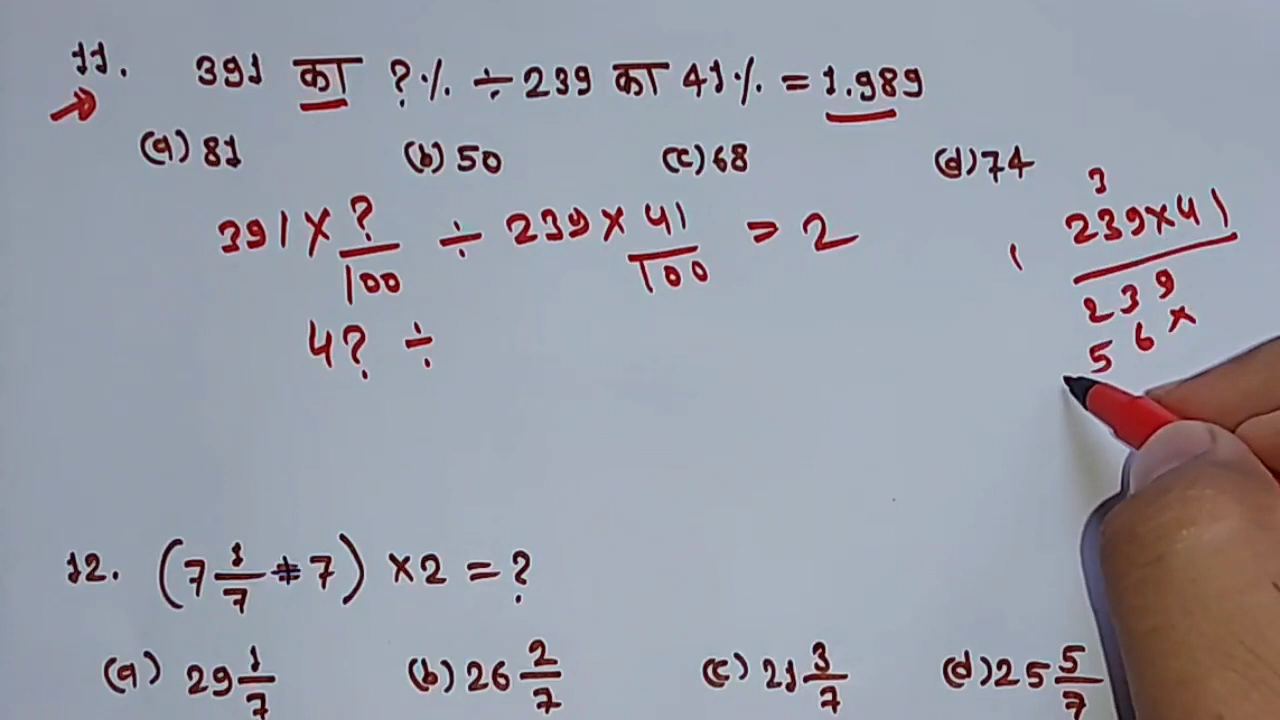 11. 391 का ?% ÷ 239 का 41% = 1.989
(a) 81 (b) 50 (c) 68 (d) 74
391 × ?/100 ÷ 239 × 41/100 = 2
4? ÷
3
239×41
239
56×
12. (7 1/7 + 7) × 2 = ?
(a) 29 1/7 (b) 26 2/7 (c) 21 3/7 (d) 25 5/7